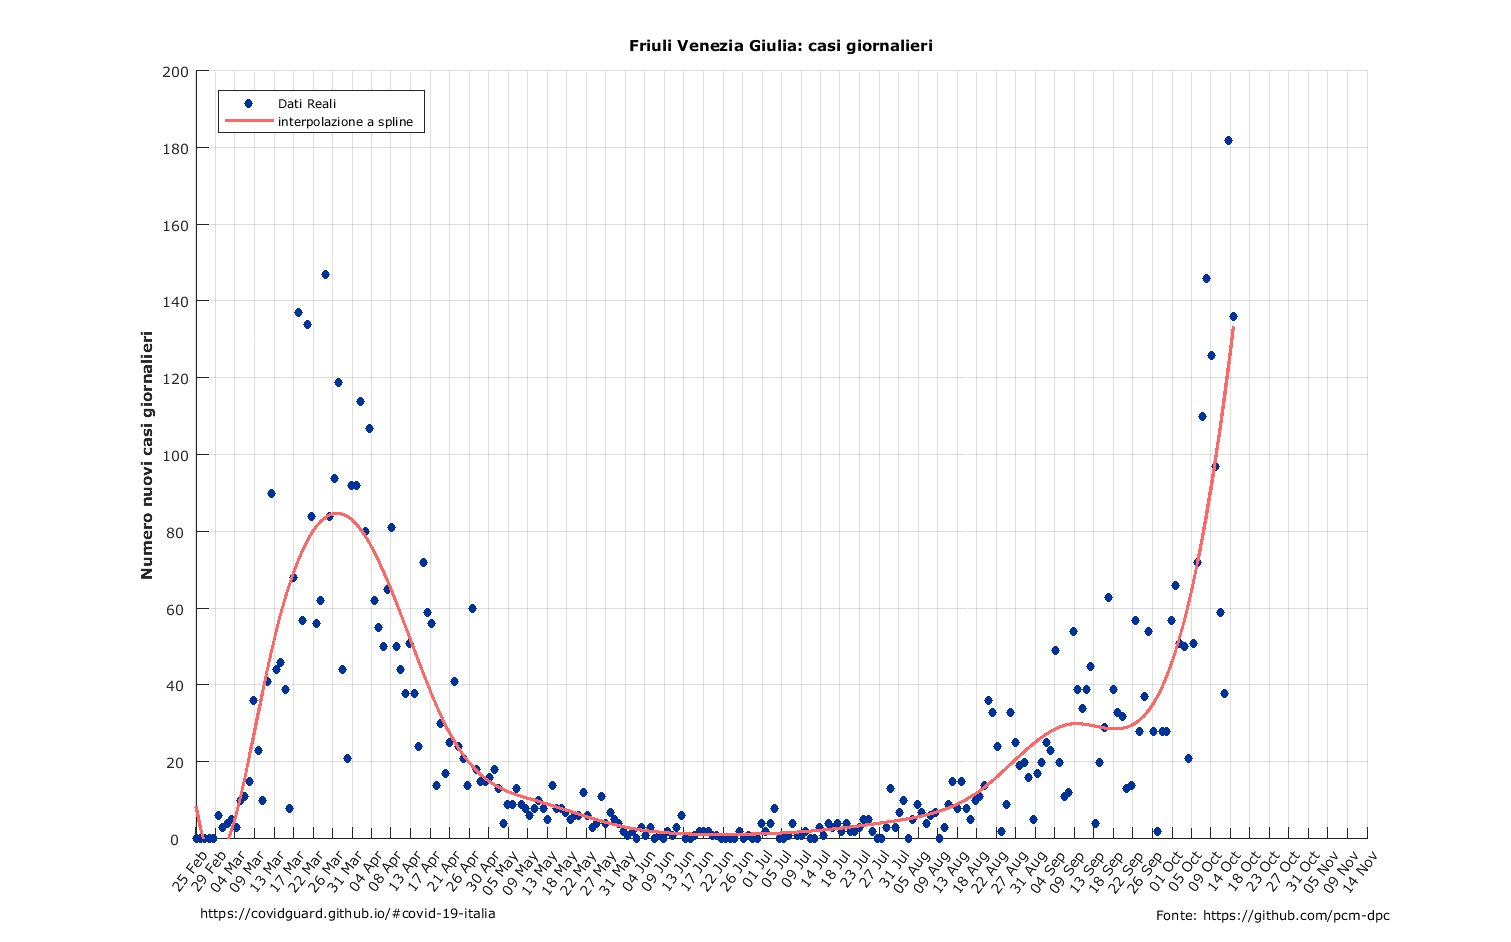 Friuli Venezia Giulia: casi giornalieri
Dati Reali
interpolazione a spline
Numero nuovi casi giornalieri
200
180
160
140
120
100
80
60
40
20
0
25 Feb
29 Feb
04 Mar
09 Mar
13 Mar
17 Mar
22 Mar
26 Mar
31 Mar
04 Apr
08 Apr
13 Apr
17 Apr
21 Apr
26 Apr
30 Apr
05 May
09 May
13 May
18 May
22 May
27 May
31 May
04 Jun
09 Jun
13 Jun
17 Jun
22 Jun
26 Jun
01 Jul
05 Jul
09 Jul
14 Jul
18 Jul
23 Jul
27 Jul
31 Jul
05 Aug
09 Aug
13 Aug
18 Aug
22 Aug
27 Aug
31 Aug
04 Sep
09 Sep
13 Sep
18 Sep
22 Sep
26 Sep
01 Oct
05 Oct
09 Oct
14 Oct
18 Oct
23 Oct
27 Oct
31 Oct
05 Nov
09 Nov
14 Nov
https://covidguard.github.io/#covid-19-italia
Fonte: https://github.com/pcm-dpc